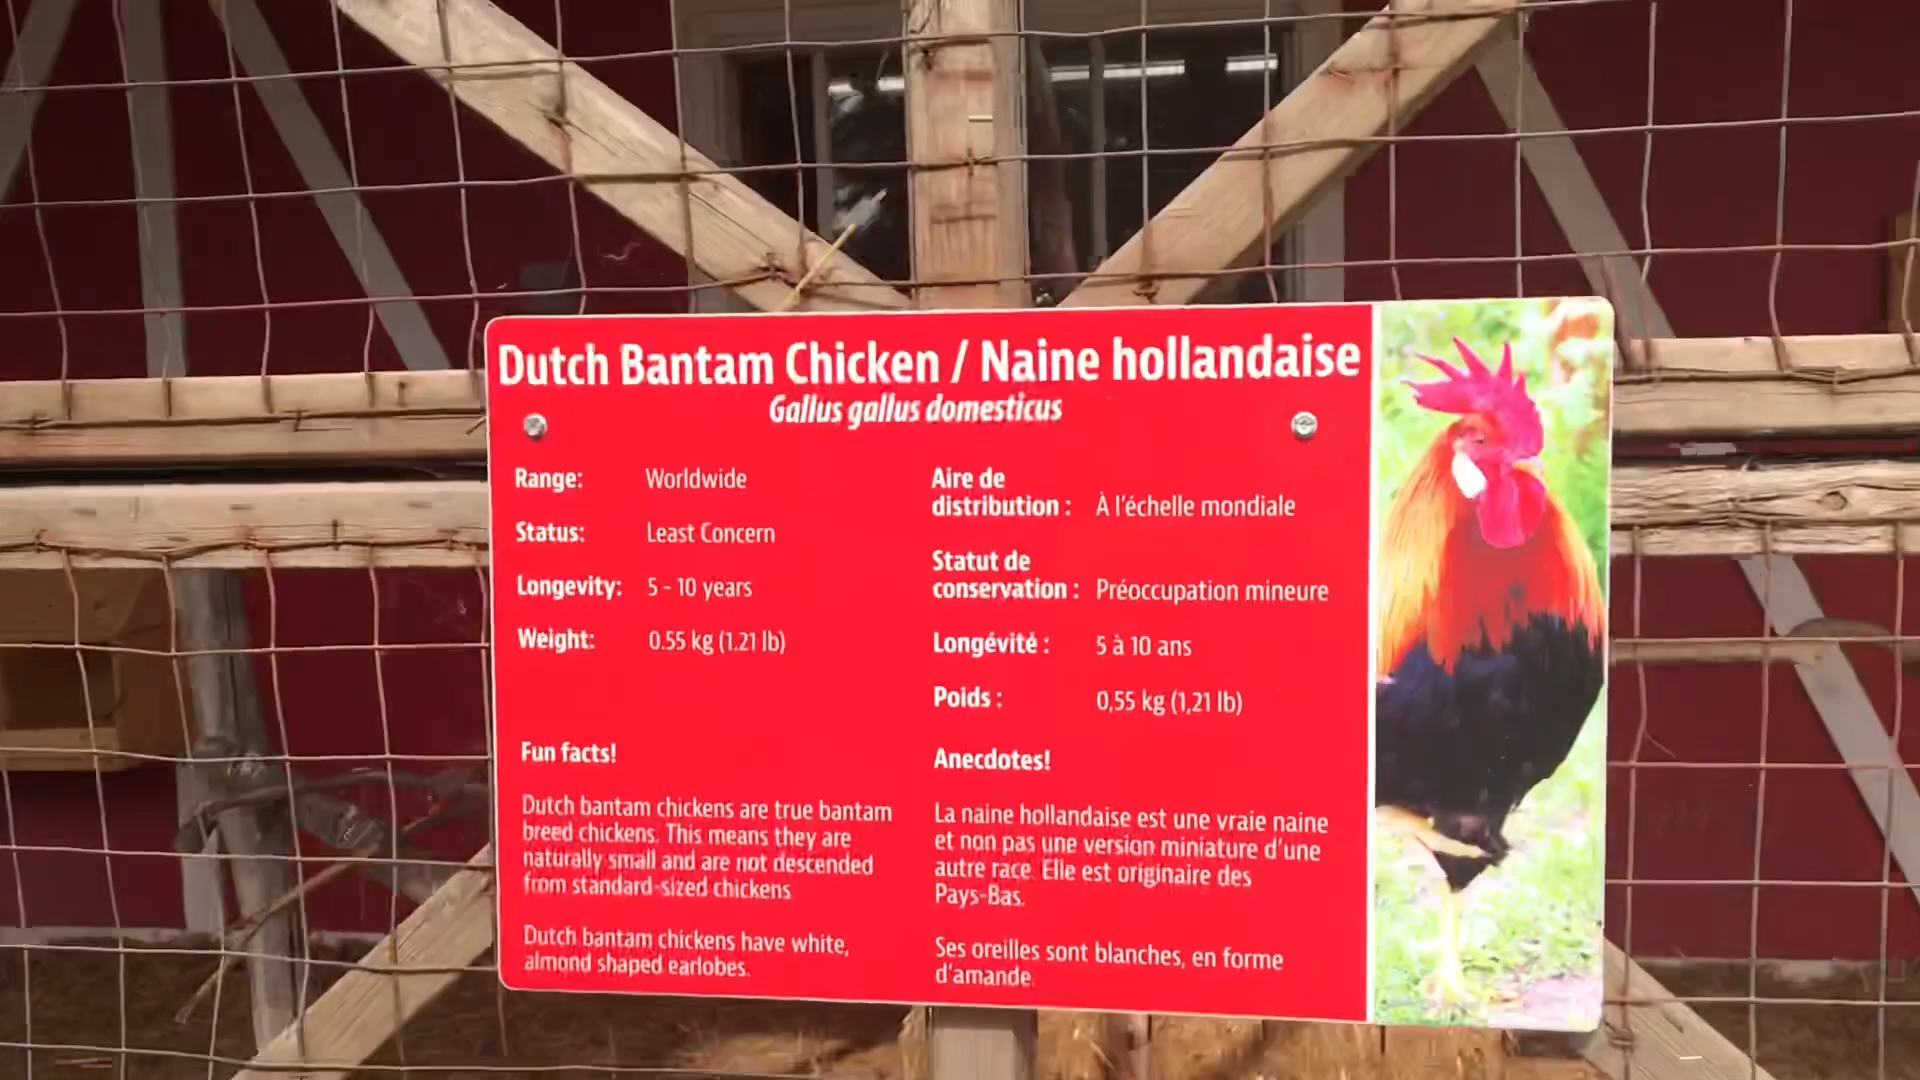 Dutch Bantam Chicken / Naine hollandaise
Gallus gallus domesticus
Range: Worldwide
Status: Least Concern
Longevity: 5 - 10 years
Weight: 0.55 kg (1.21 lb)
Fun facts!
Dutch bantam chickens are true bantam
breed chickens. This means they are
naturally small and are not descended
from standard-sized chickens
Dutch bantam chickens have white,
almond shaped earlobes.
Aire de
distribution : À l'échelle mondiale
Statut de
conservation : Préoccupation mineure
Longévité : 5 à 10 ans
Poids : 0,55 kg (1,21 lb)
Anecdotes!
La naine hollandaise est une vraie naine
et non pas une version miniature d'une
autre race. Elle est originaire des
Pays-Bas.
Ses oreilles sont blanches, en forme
d'amande.